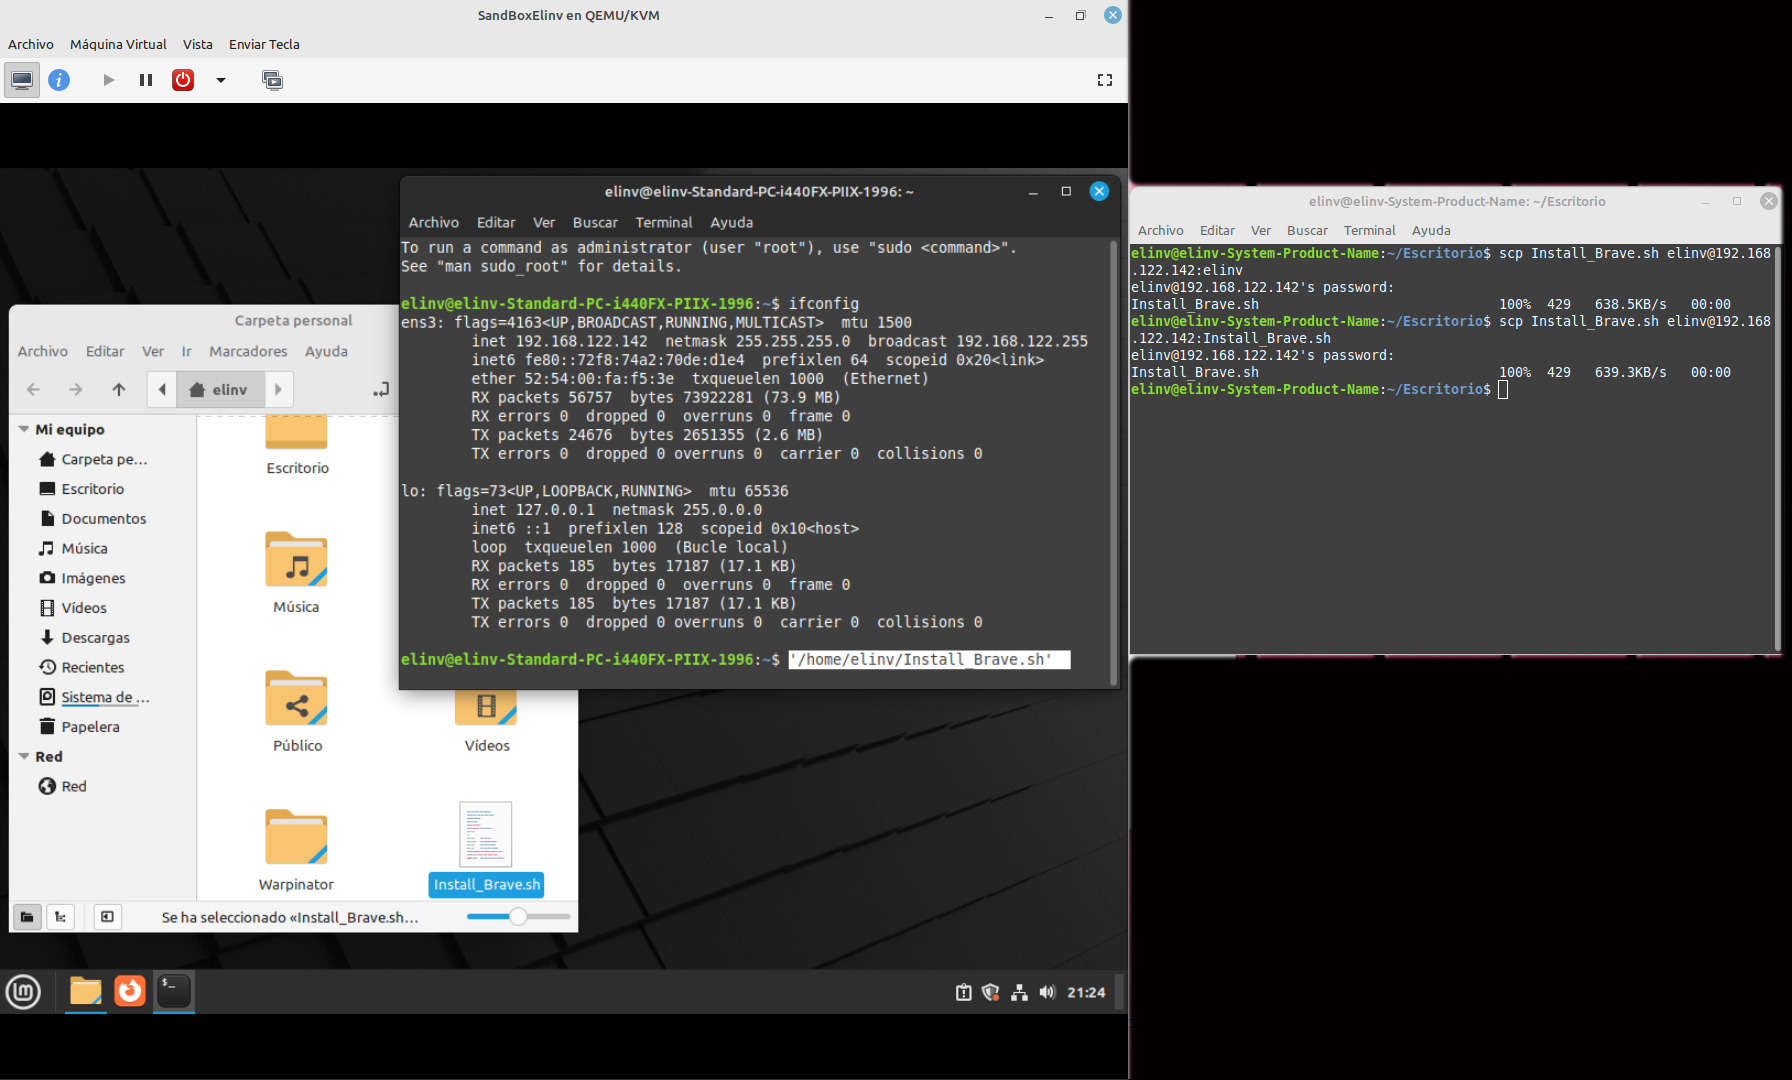 SandBoxElinv en QEMU/KVM
Archivo Máquina Virtual Vista Enviar Tecla
elinv@elinv-Standard-PC-i440FX-PIIX-1996: ~
Archivo Editar Ver Buscar Terminal Ayuda
To run a command as administrator (user "root"), use "sudo <command>".
See "man sudo_root" for details.
elinv@elinv-Standard-PC-i440FX-PIIX-1996:~$ ifconfig
ens3: flags=4163<UP,BROADCAST,RUNNING,MULTICAST>  mtu 1500
inet 192.168.122.142  netmask 255.255.255.0  broadcast 192.168.122.255
inet6 fe80::72f8:74a2:70de:d1e4  prefixlen 64  scopeid 0x20<link>
ether 52:54:00:fa:f5:3e  txqueuelen 1000  (Ethernet)
RX packets 56757  bytes 73922281 (73.9 MB)
RX errors 0  dropped 0  overruns 0  frame 0
TX packets 24676  bytes 2651355 (2.6 MB)
TX errors 0  dropped 0 overruns 0  carrier 0  collisions 0
lo: flags=73<UP,LOOPBACK,RUNNING>  mtu 65536
inet 127.0.0.1  netmask 255.0.0.0
inet6 ::1  prefixlen 128  scopeid 0x10<host>
loop  txqueuelen 1000  (Bucle local)
RX packets 185  bytes 17187 (17.1 KB)
RX errors 0  dropped 0  overruns 0  frame 0
TX packets 185  bytes 17187 (17.1 KB)
TX errors 0  dropped 0 overruns 0  carrier 0  collisions 0
elinv@elinv-Standard-PC-i440FX-PIIX-1996:~$ '/home/elinv/Install_Brave.sh'
Carpeta personal
Archivo Editar Ver Ir Marcadores Ayuda
elinv
Mi equipo
Carpeta pe...
Escritorio
Documentos
Música
Imágenes
Vídeos
Descargas
Recientes
Sistema de ...
Papelera
Red
Red
Escritorio
Música
Público
Vídeos
Warpinator
Install_Brave.sh
Se ha seleccionado «Install_Brave.sh...
21:24
elinv@elinv-System-Product-Name: ~/Escritorio
Archivo Editar Ver Buscar Terminal Ayuda
elinv@elinv-System-Product-Name:~/Escritorio$ scp Install_Brave.sh elinv@192.168
.122.142:elinv
elinv@192.168.122.142's password:
Install_Brave.sh 100% 429 638.5KB/s 00:00
elinv@elinv-System-Product-Name:~/Escritorio$ scp Install_Brave.sh elinv@192.168
.122.142:Install_Brave.sh
elinv@192.168.122.142's password:
Install_Brave.sh 100% 429 639.3KB/s 00:00
elinv@elinv-System-Product-Name:~/Escritorio$